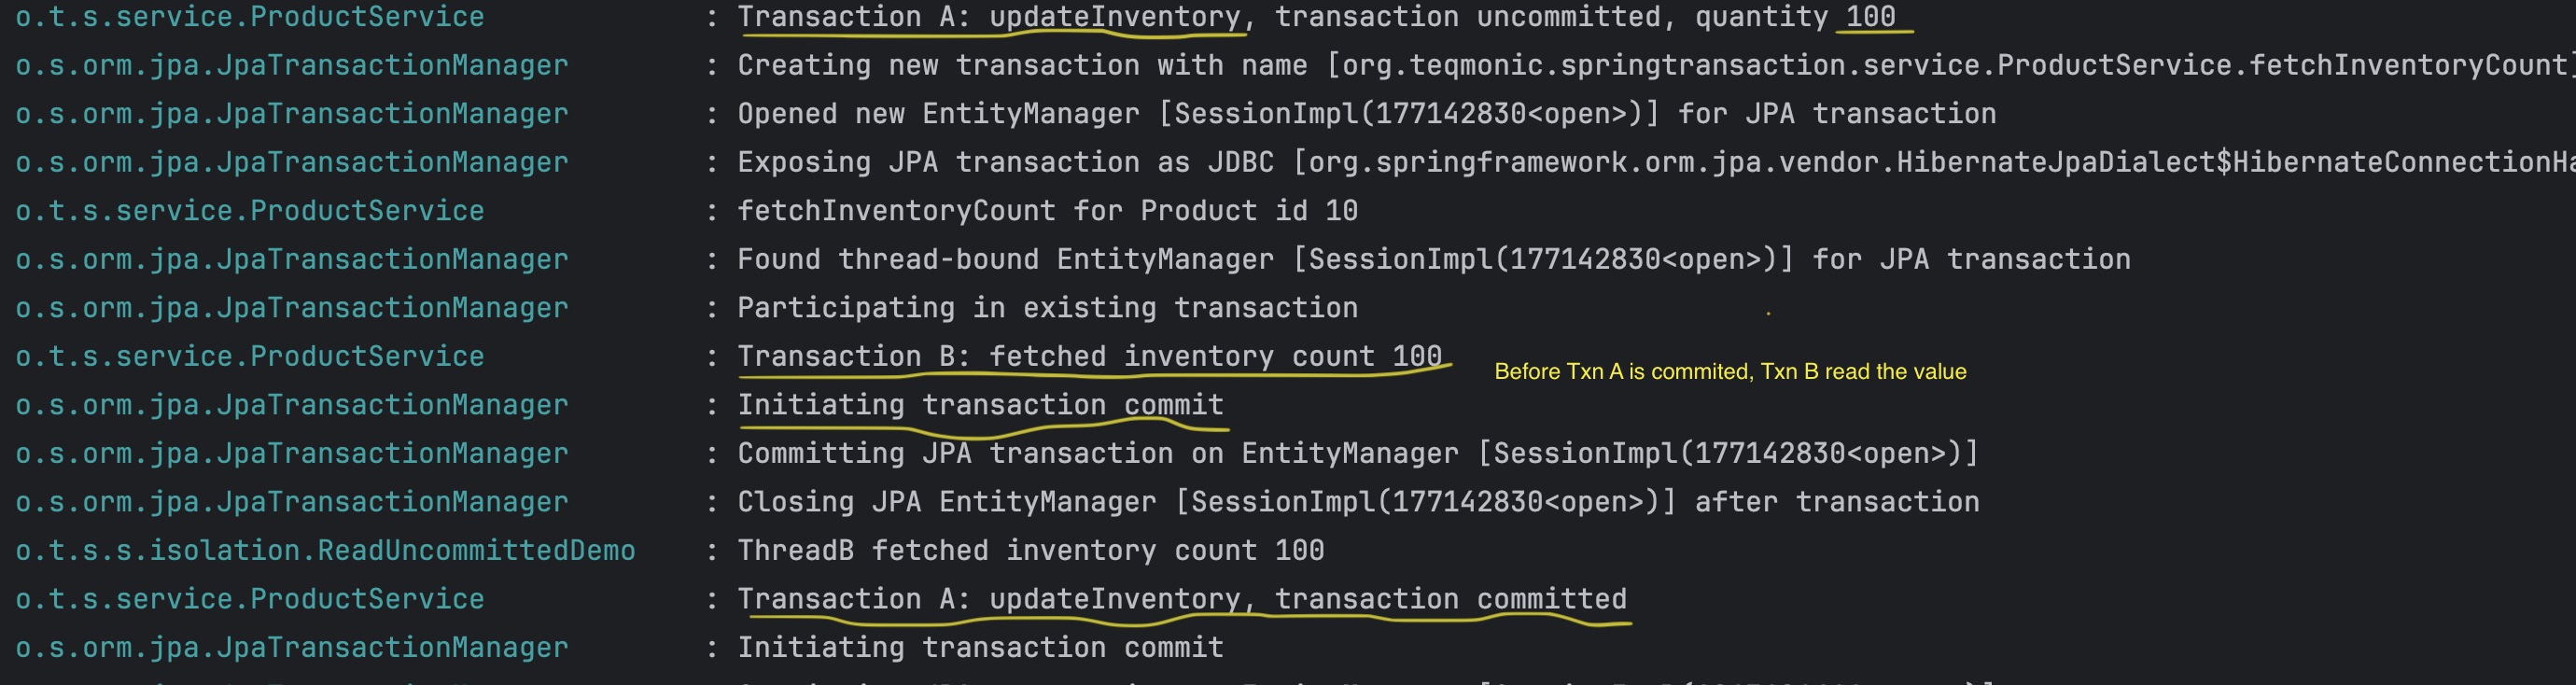 o.t.s.service.ProductService : Transaction A: updateInventory, transaction uncommitted, quantity 100
o.s.orm.jpa.JpaTransactionManager : Creating new transaction with name [org.teqmonic.springtransaction.service.ProductService.fetchInventoryCount]
o.s.orm.jpa.JpaTransactionManager : Opened new EntityManager [SessionImpl(177142830<open>)] for JPA transaction
o.s.orm.jpa.JpaTransactionManager : Exposing JPA transaction as JDBC [org.springframework.orm.jpa.vendor.HibernateJpaDialect$HibernateConnectionHa
o.t.s.service.ProductService : fetchInventoryCount for Product id 10
o.s.orm.jpa.JpaTransactionManager : Found thread-bound EntityManager [SessionImpl(177142830<open>)] for JPA transaction
o.s.orm.jpa.JpaTransactionManager : Participating in existing transaction
o.t.s.service.ProductService : Transaction B: fetched inventory count 100
Before Txn A is commited, Txn B read the value
o.s.orm.jpa.JpaTransactionManager : Initiating transaction commit
o.s.orm.jpa.JpaTransactionManager : Committing JPA transaction on EntityManager [SessionImpl(177142830<open>)]
o.s.orm.jpa.JpaTransactionManager : Closing JPA EntityManager [SessionImpl(177142830<open>)] after transaction
o.t.s.s.isolation.ReadUncommittedDemo : ThreadB fetched inventory count 100
o.t.s.service.ProductService : Transaction A: updateInventory, transaction committed
o.s.orm.jpa.JpaTransactionManager : Initiating transaction commit